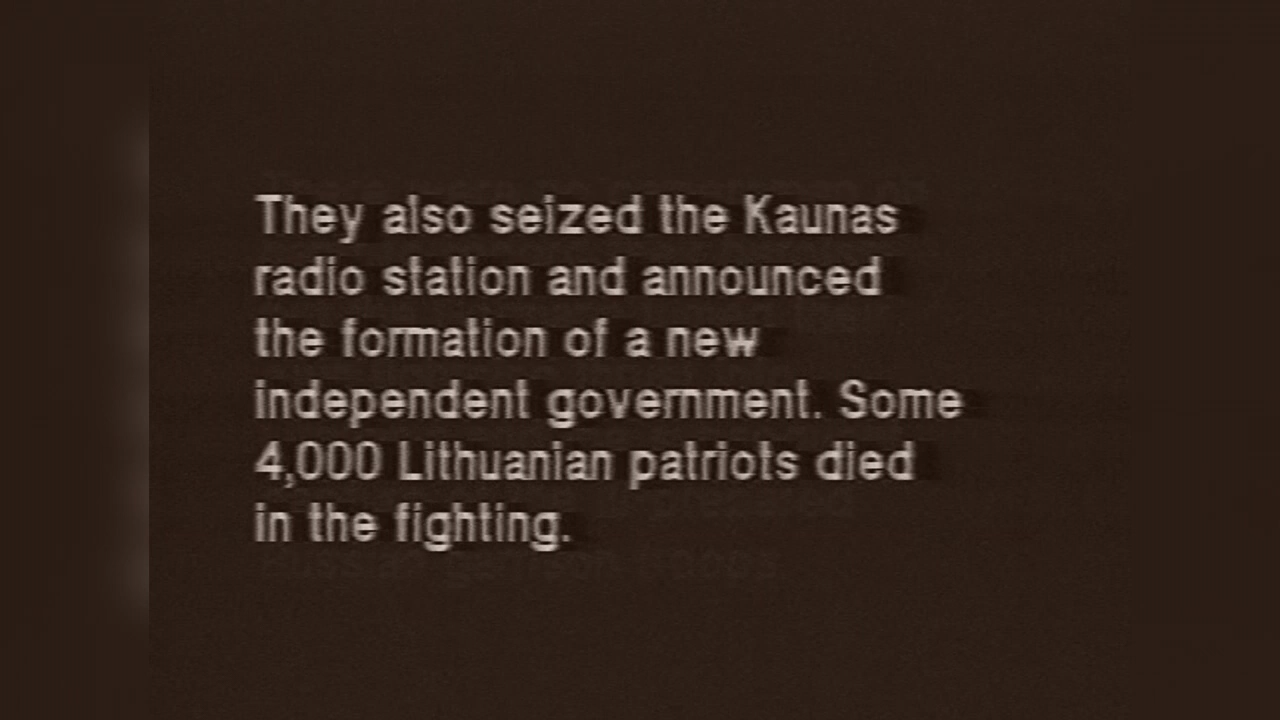 They also seized the Kaunas
radio station and announced
the formation of a new
independent government. Some
4,000 Lithuanian patriots died
in the fighting.